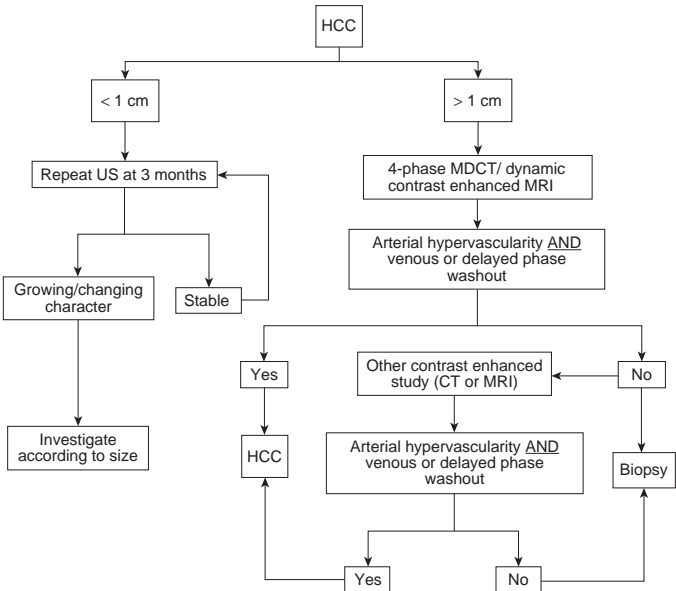 HCC
< 1 cm
> 1 cm
Repeat US at 3 months
4-phase MDCT/ dynamic
contrast enhanced MRI
Arterial hypervascularity AND
venous or delayed phase
washout
Growing/changing
character
Stable
Yes
Other contrast enhanced
study (CT or MRI)
No
Investigate
according to size
HCC
Arterial hypervascularity AND
venous or delayed phase
washout
Biopsy
Yes
No